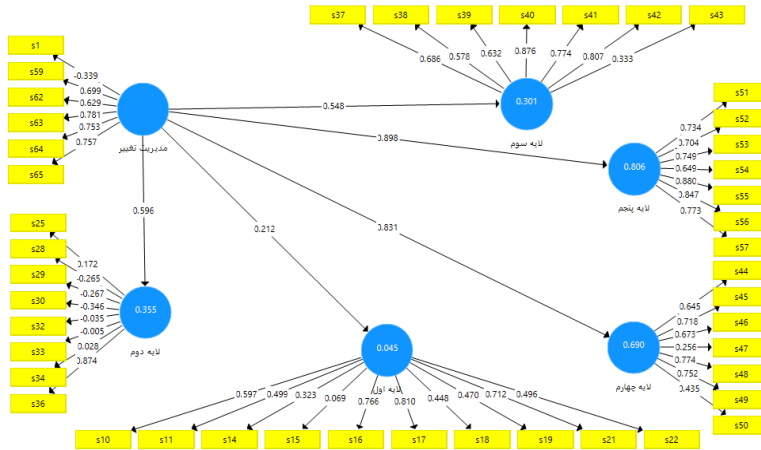 s37
s38
s39
s40
s41
s42
s43
0.686
0.578
0.632
0.876
0.774
0.807
0.333
0.301
لایه سوم
s1
s59
s62
s63
s64
s65
-0.339
0.699
0.629
0.781
0.753
0.757
مدیریت تغییر
0.548
0.898
0.831
0.212
0.596
s51
s52
s53
s54
s55
s56
s57
0.734
0.704
0.749
0.649
0.880
0.847
0.773
0.806
لایه پنجم
s25
s28
s29
s30
s32
s33
s34
s36
0.172
-0.265
-0.267
-0.346
-0.035
-0.005
0.028
0.874
0.355
لایه دوم
s44
s45
s46
s47
s48
s49
s50
0.645
0.718
0.673
0.256
0.774
0.752
0.435
0.690
لایه چهارم
0.045
لایه اول
0.597
0.499
0.323
0.069
0.766
0.810
0.448
0.470
0.712
0.496
s10
s11
s14
s15
s16
s17
s18
s19
s21
s22